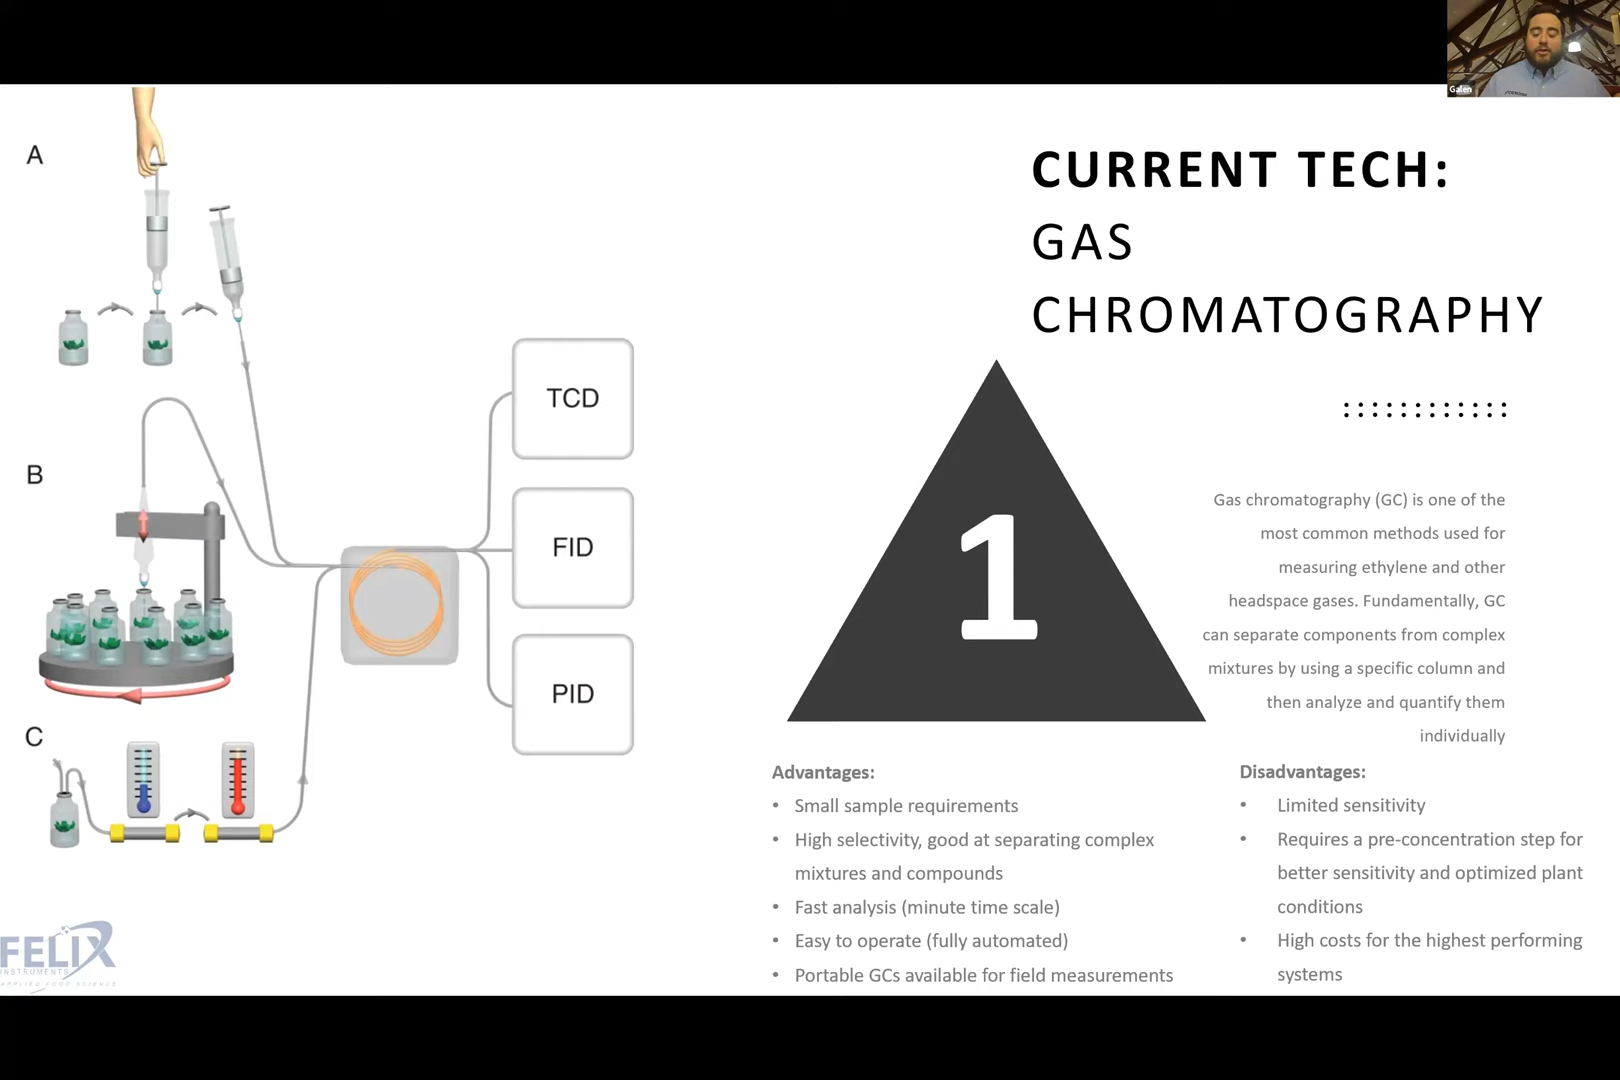 Galen
CURRENT TECH:
GAS
CHROMATOGRAPHY
A
B
C
TCD
FID
PID
1
Gas chromatography (GC) is one of the
most common methods used for
measuring ethylene and other
headspace gases. Fundamentally, GC
can separate components from complex
mixtures by using a specific column and
then analyze and quantify them
individually
Advantages:
• Small sample requirements
• High selectivity, good at separating complex
mixtures and compounds
• Fast analysis (minute time scale)
• Easy to operate (fully automated)
• Portable GCs available for field measurements
Disadvantages:
• Limited sensitivity
• Requires a pre-concentration step for
better sensitivity and optimized plant
conditions
• High costs for the highest performing
systems
FELIX
INSTRUMENTS
APPLIED FOOD SCIENCE